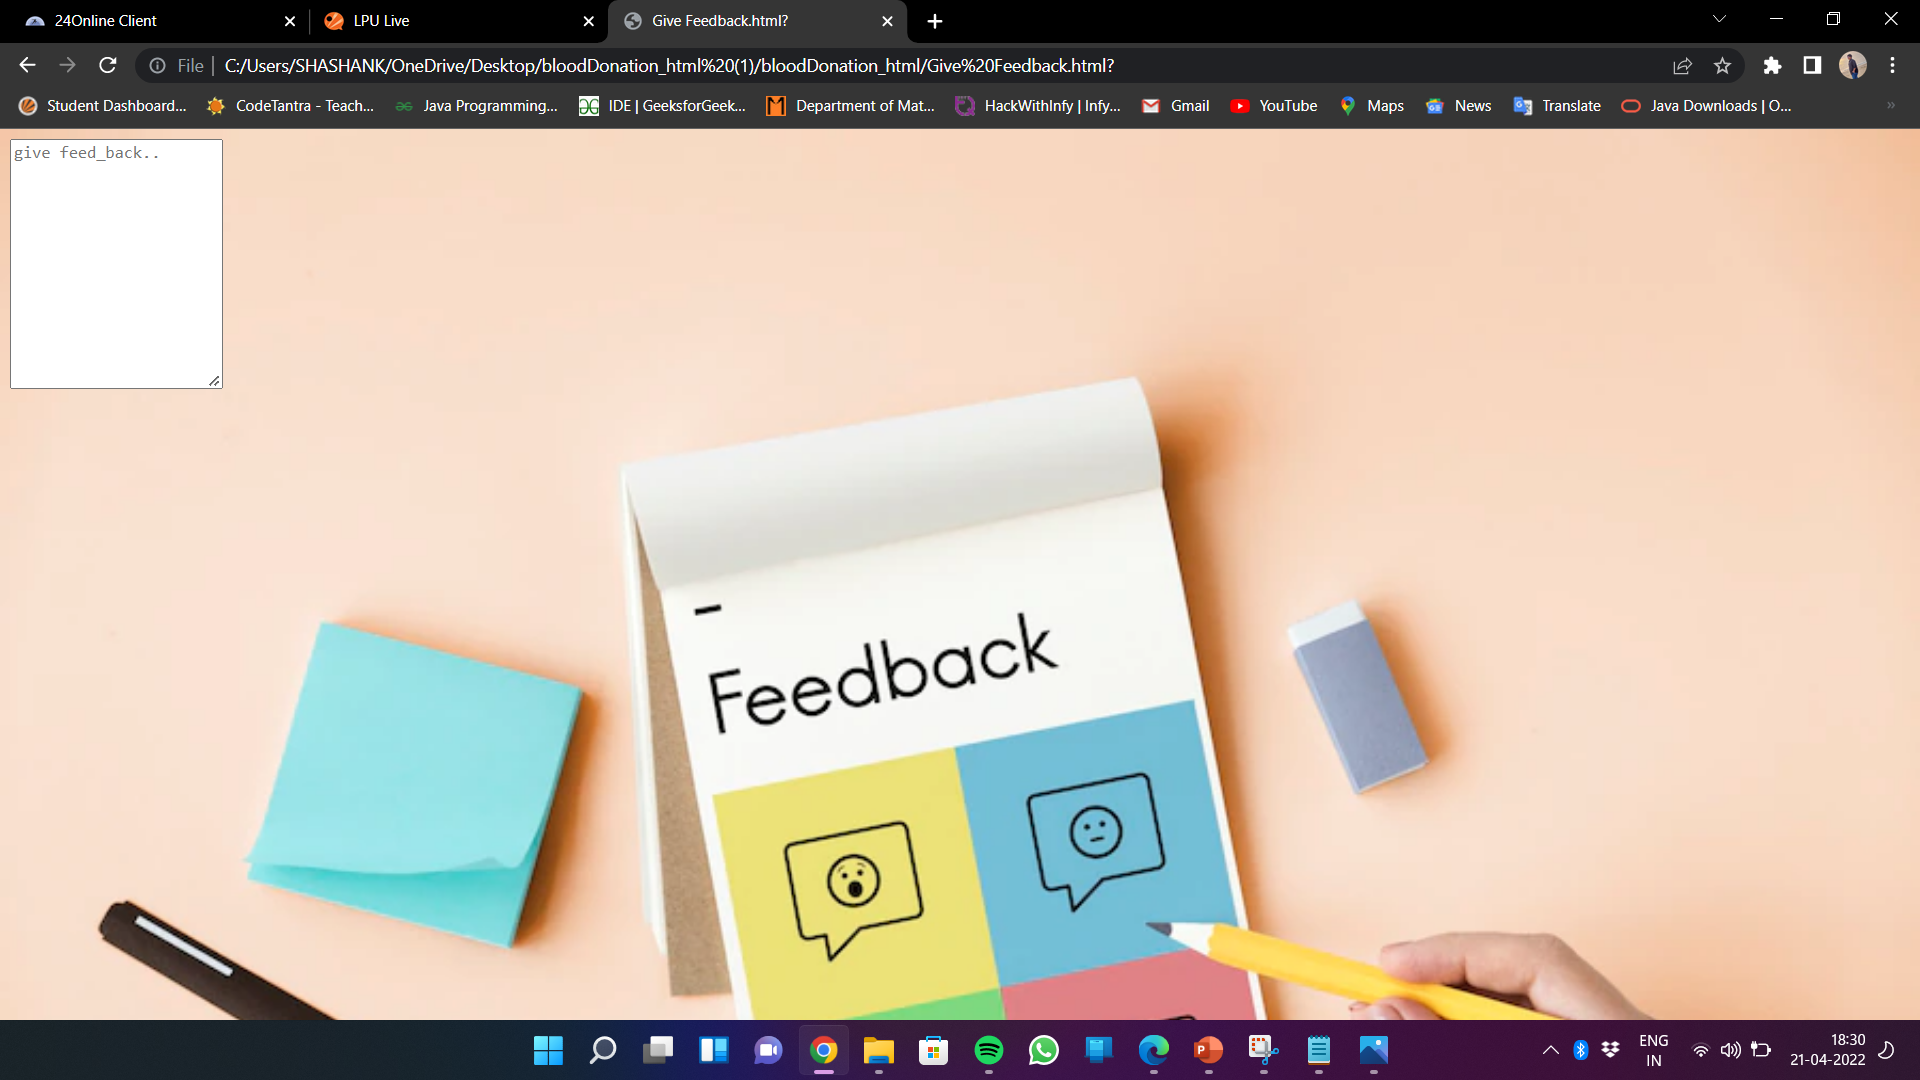 24Online Client
LPU Live
Give Feedback.html?
File
C:/Users/SHASHANK/OneDrive/Desktop/bloodDonation_html%20(1)/bloodDonation_html/Give%20Feedback.html?
Student Dashboard...
CodeTantra - Teach...
Java Programming...
IDE | GeeksforGeek...
Department of Mat...
HackWithInfy | Infy...
Gmail
YouTube
Maps
News
Translate
Java Downloads | O...
give feed_back..
Feedback
ENG
IN
18:30
21-04-2022